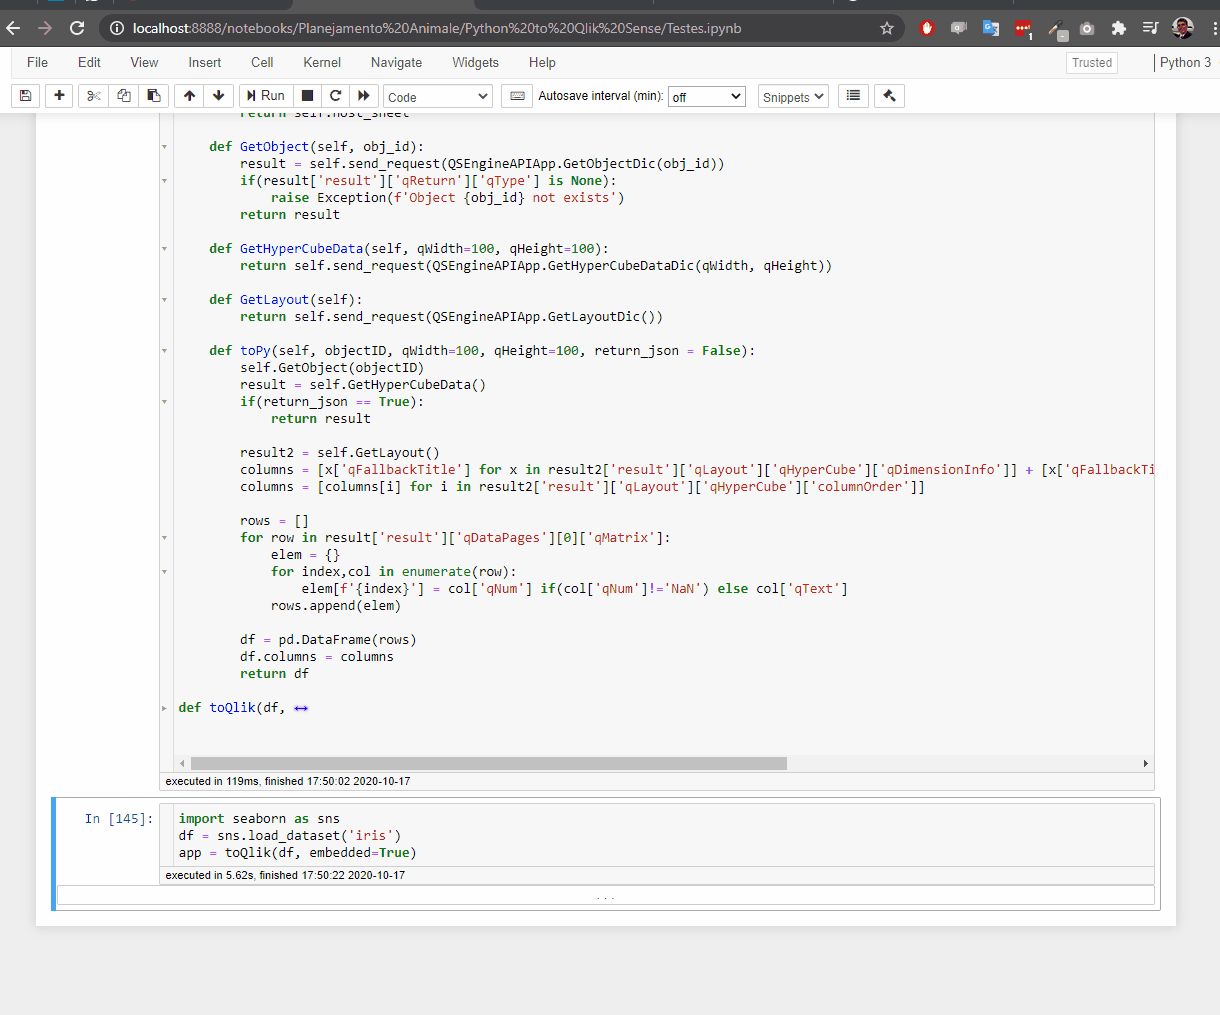 localhost:8888/notebooks/Planejamento%20Animale/Python%20to%20Qlik%20Sense/Testes.ipynb
1
File Edit View Insert Cell Kernel Navigate Widgets Help Trusted Python 3
Run Code Autosave interval (min): off Snippets
return self.host_sheet
def GetObject(self, obj_id):
result = self.send_request(QSEngineAPIApp.GetObjectDic(obj_id))
if(result['result']['qReturn']['qType'] is None):
raise Exception(f'Object {obj_id} not exists')
return result
def GetHyperCubeData(self, qWidth=100, qHeight=100):
return self.send_request(QSEngineAPIApp.GetHyperCubeDataDic(qWidth, qHeight))
def GetLayout(self):
return self.send_request(QSEngineAPIApp.GetLayoutDic())
def toPy(self, objectID, qWidth=100, qHeight=100, return_json = False):
self.GetObject(objectID)
result = self.GetHyperCubeData()
if(return_json == True):
return result
result2 = self.GetLayout()
columns = [x['qFallbackTitle'] for x in result2['result']['qLayout']['qHyperCube']['qDimensionInfo']] + [x['qFallbackTi
columns = [columns[i] for i in result2['result']['qLayout']['qHyperCube']['columnOrder']]
rows = []
for row in result['result']['qDataPages'][0]['qMatrix']:
elem = {}
for index,col in enumerate(row):
elem[f'{index}'] = col['qNum'] if(col['qNum']!='NaN') else col['qText']
rows.append(elem)
df = pd.DataFrame(rows)
df.columns = columns
return df
def toQlik(df, ↔
executed in 119ms, finished 17:50:02 2020-10-17
In [145]: import seaborn as sns
df = sns.load_dataset('iris')
app = toQlik(df, embedded=True)
executed in 5.62s, finished 17:50:22 2020-10-17
...